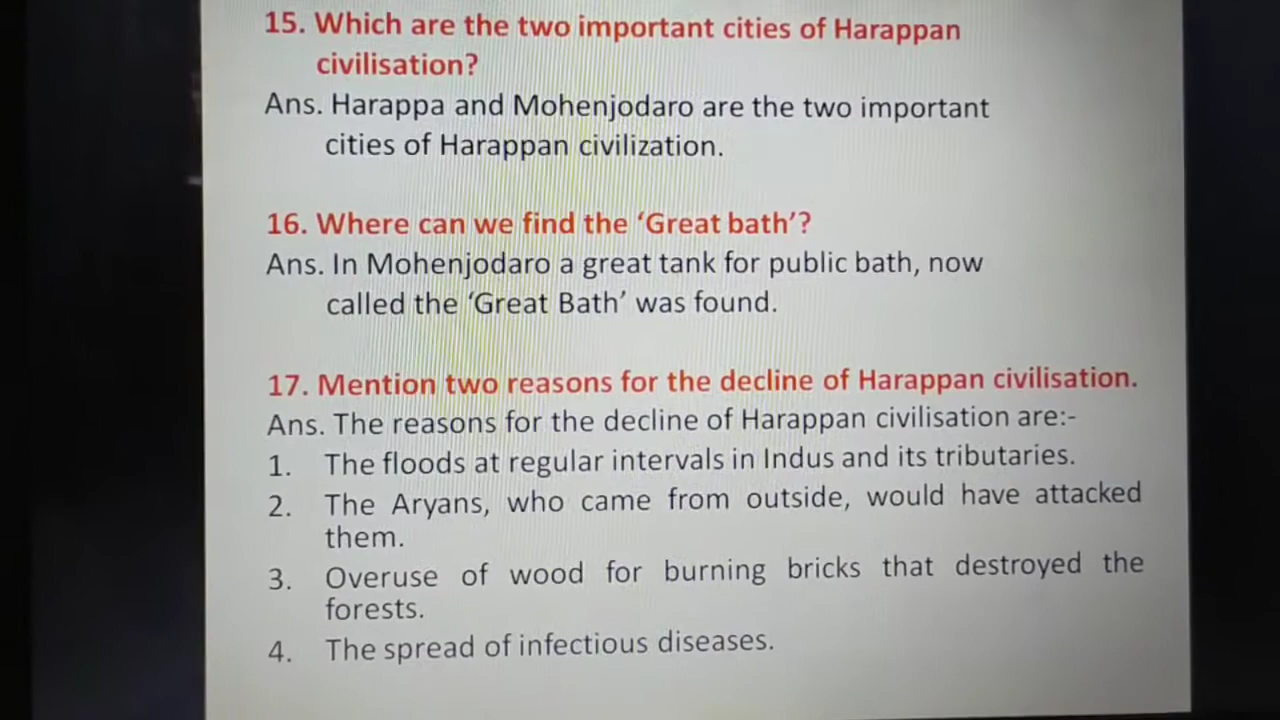 15. Which are the two important cities of Harappan
civilisation?
Ans. Harappa and Mohenjodaro are the two important
cities of Harappan civilization.
16. Where can we find the ‘Great bath’?
Ans. In Mohenjodaro a great tank for public bath, now
called the ‘Great Bath’ was found.
17. Mention two reasons for the decline of Harappan civilisation.
Ans. The reasons for the decline of Harappan civilisation are:-
1. The floods at regular intervals in Indus and its tributaries.
2. The Aryans, who came from outside, would have attacked
them.
3. Overuse of wood for burning bricks that destroyed the
forests.
4. The spread of infectious diseases.